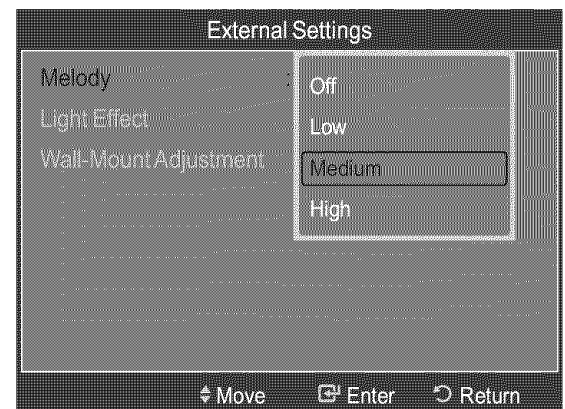 External Settings
Melody :
Off
Light Effect
Low
Wall-Mount Adjustment
Medium
High
Move Enter Return